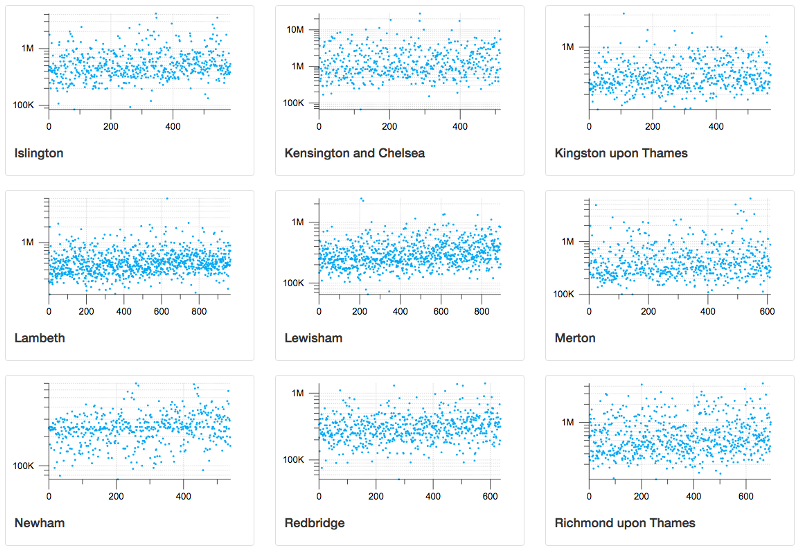 1M
100K
0 200 400
Islington
10M
1M
100K
0 200 400
Kensington and Chelsea
1M
0 200 400
Kingston upon Thames
1M
0 200 400 600 800
Lambeth
1M
100K
0 200 400 600 800
Lewisham
1M
100K
0 200 400 600
Merton
100K
0 200 400
Newham
1M
100K
0 200 400 600
Redbridge
1M
0 200 400 600
Richmond upon Thames